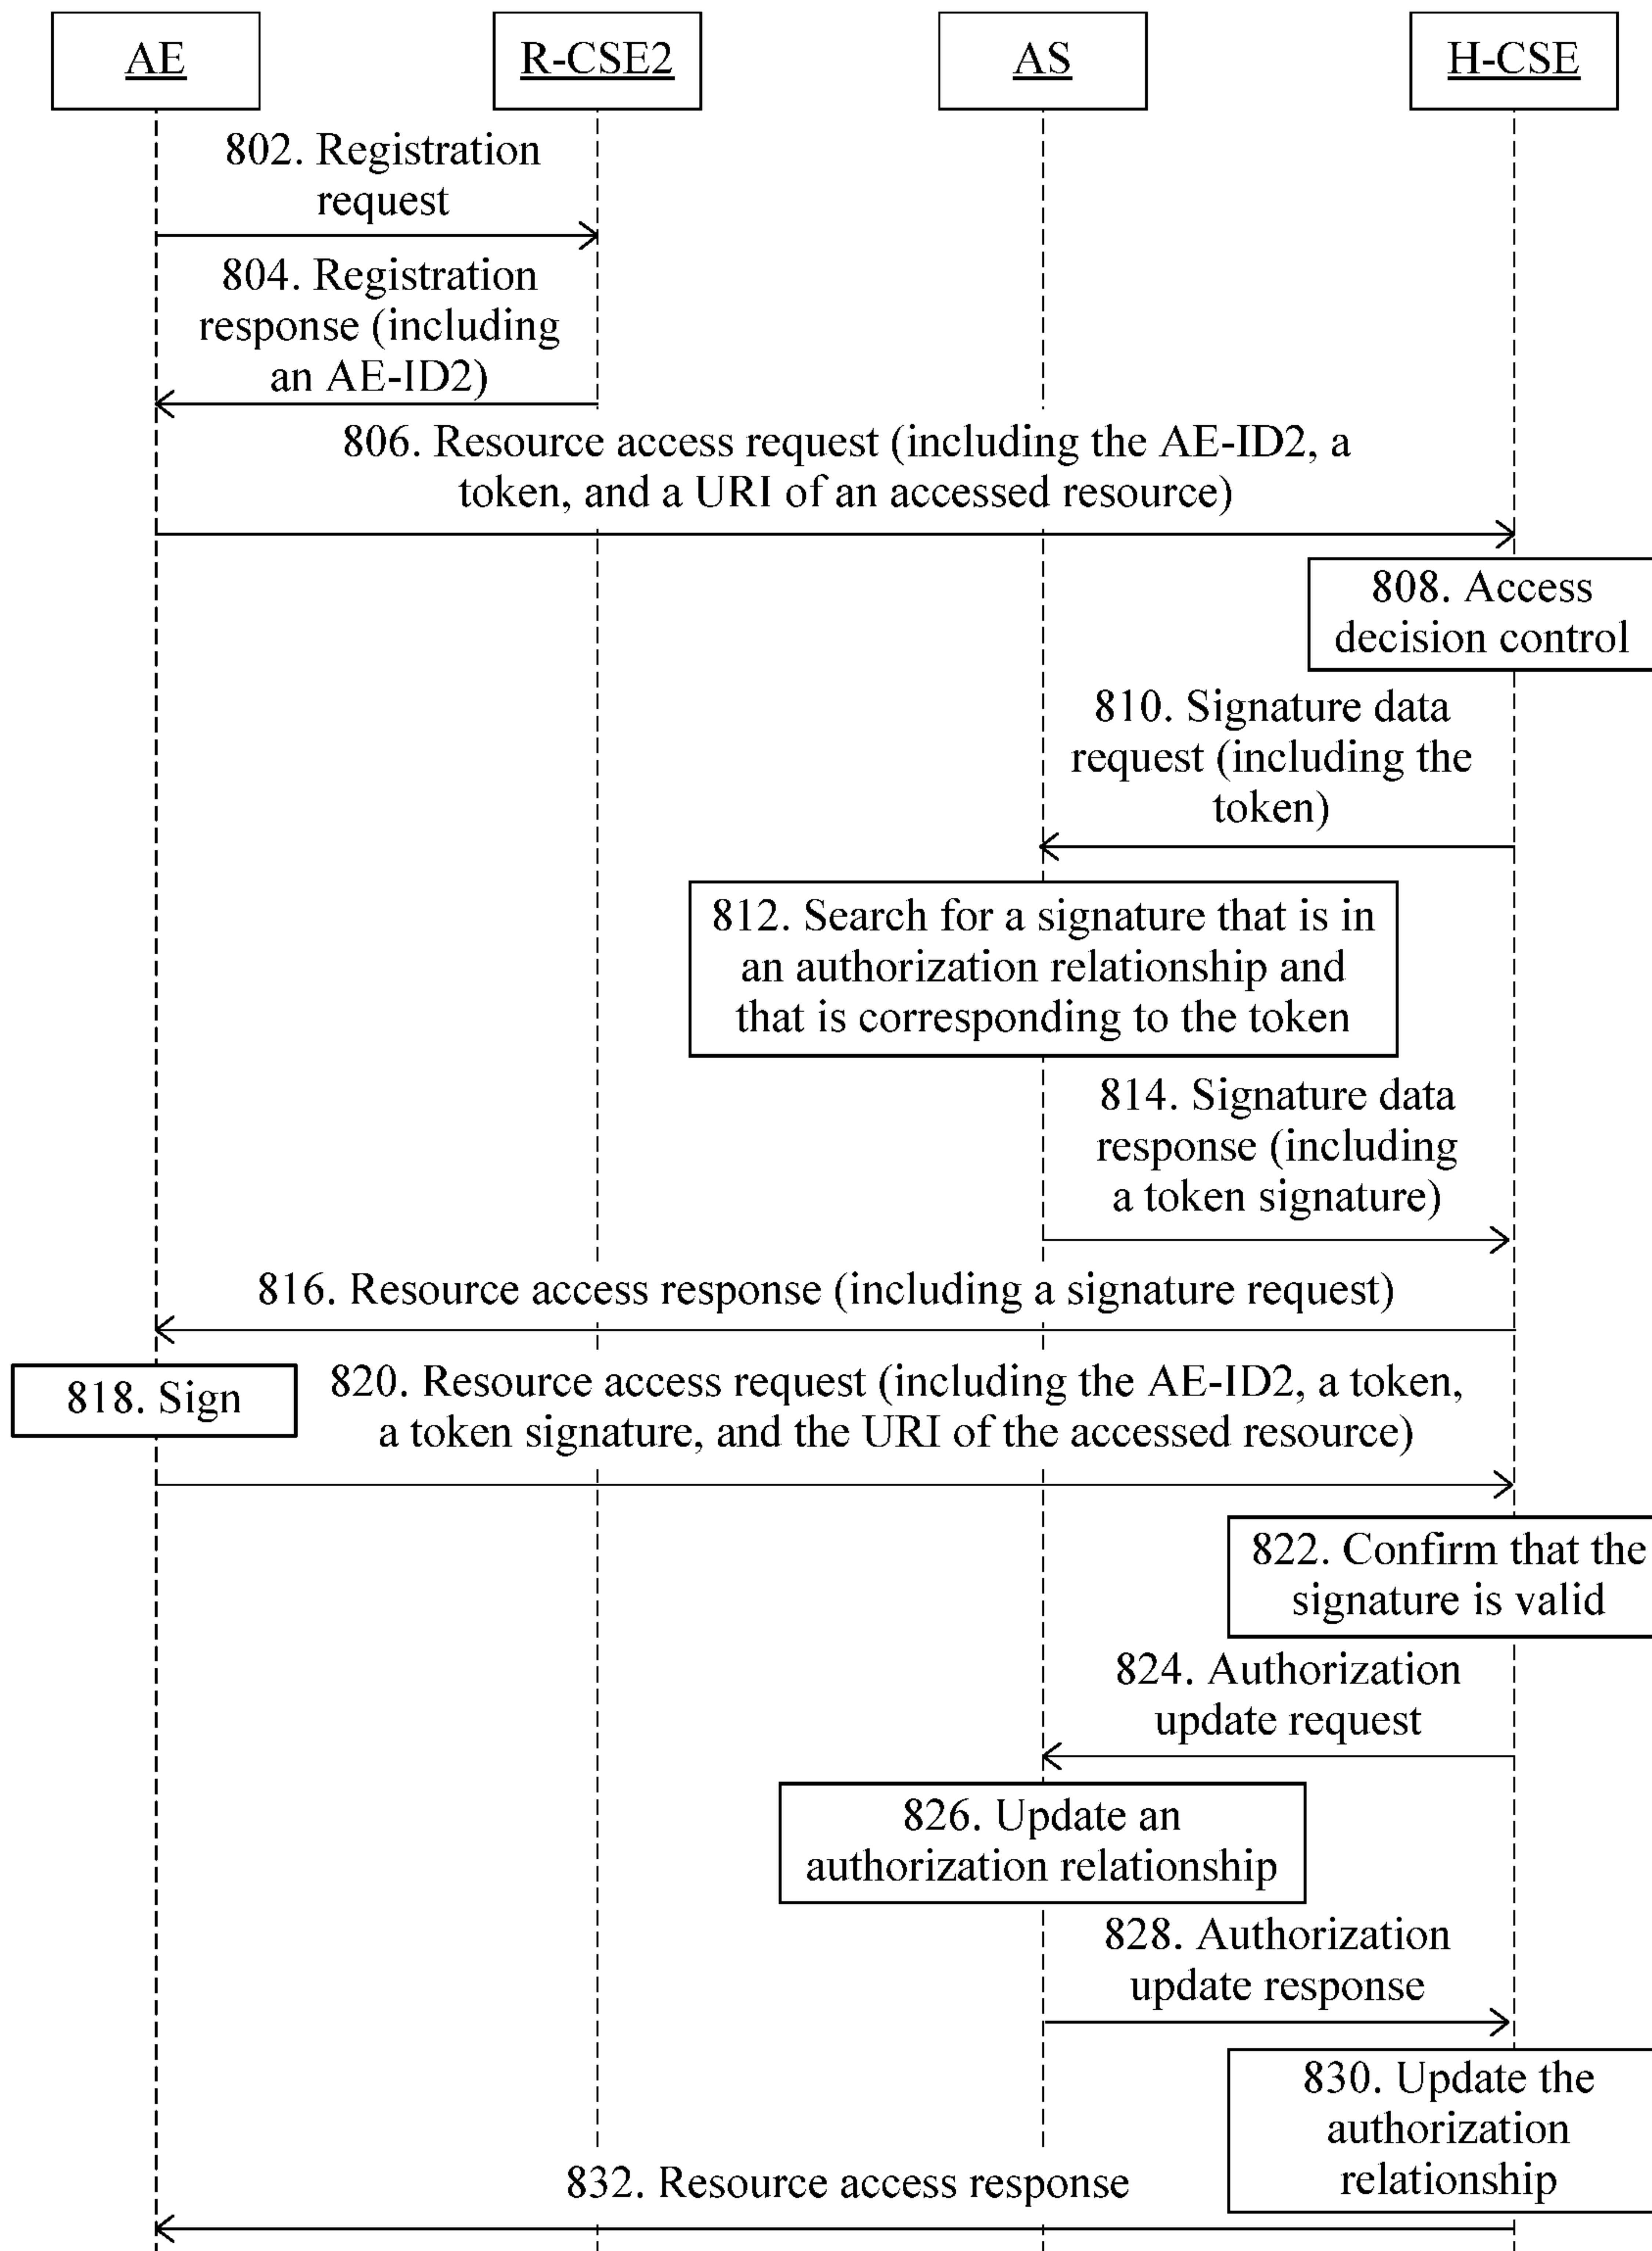 AE
R-CSE2
AS
H-CSE
802. Registration
request
804. Registration
response (including
an AE-ID2)
806. Resource access request (including the AE-ID2, a
token, and a URI of an accessed resource)
808. Access
decision control
810. Signature data
request (including the
token)
812. Search for a signature that is in
an authorization relationship and
that is corresponding to the token
814. Signature data
response (including
a token signature)
816. Resource access response (including a signature request)
818. Sign
820. Resource access request (including the AE-ID2, a token,
a token signature, and the URI of the accessed resource)
822. Confirm that the
signature is valid
824. Authorization
update request
826. Update an
authorization relationship
828. Authorization
update response
830. Update the
authorization
relationship
832. Resource access response